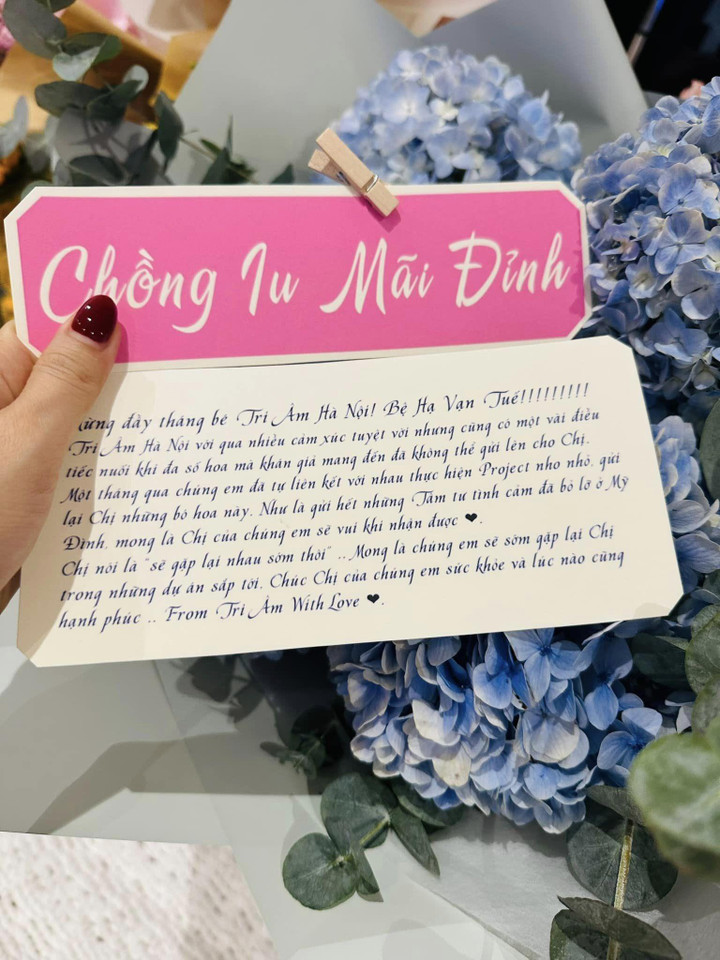 Chồng Iu Mãi Đỉnh
đầy tháng bé Tri Âm Hà Nội! Bệ Hạ Vạn Tuế!!!!!!!!!
Tri Âm Hà Nội với qua nhiều cảm xúc tuyệt vời nhưng cũng có một vài điều
tiếc nuối khi đa số hoa mà khán giả mang đến đã không thể gửi lên cho Chị.
Một tháng qua chúng em đã tự liên kết với nhau thực hiện Project nho nhỏ, gửi
lại Chị những bó hoa này. Như là gửi hết những Tâm tư tình cảm đã bỏ lỡ ở Mỹ
Đình, mong là Chị của chúng em sẽ vui khi nhận được ❤.
Chị nói là "sẽ gặp lại nhau sớm thôi" .. Mong là chúng em sẽ sớm gặp lại Chị
trong những dự án sắp tới. Chúc Chị của chúng em sức khỏe và lúc nào cũng
hạnh phúc .. From Tri Âm With Love ❤.